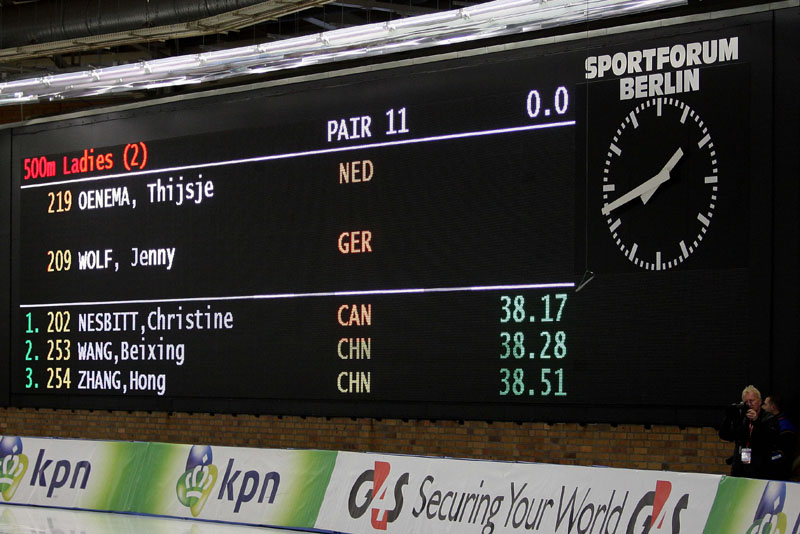 SPORTFORUM
BERLIN
PAIR 11 0.0
500m Ladies (2)
219 OENEMA, Thijsje NED
209 WOLF, Jenny GER
1. 202 NESBITT,Christine CAN 38.17
2. 253 WANG,Beixing CHN 38.28
3. 254 ZHANG,Hong CHN 38.51
kpn kpn G4S Securing Your World G4S